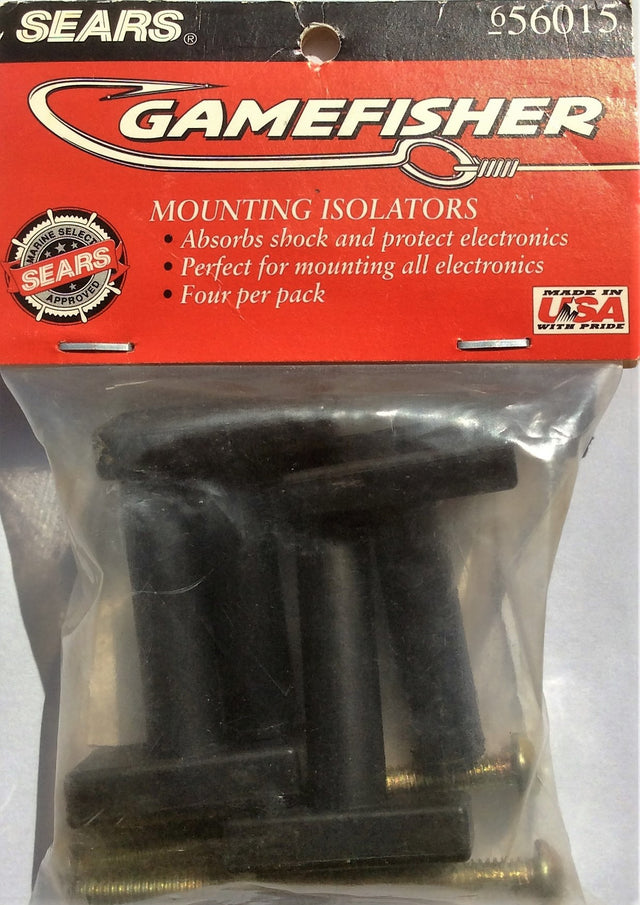 SEARS®
656015
GAMEFISHER™
MOUNTING ISOLATORS
• Absorbs shock and protect electronics
• Perfect for mounting all electronics
• Four per pack
MARINE SELECT
SEARS
APPROVED
MADE IN
USA
WITH PRIDE